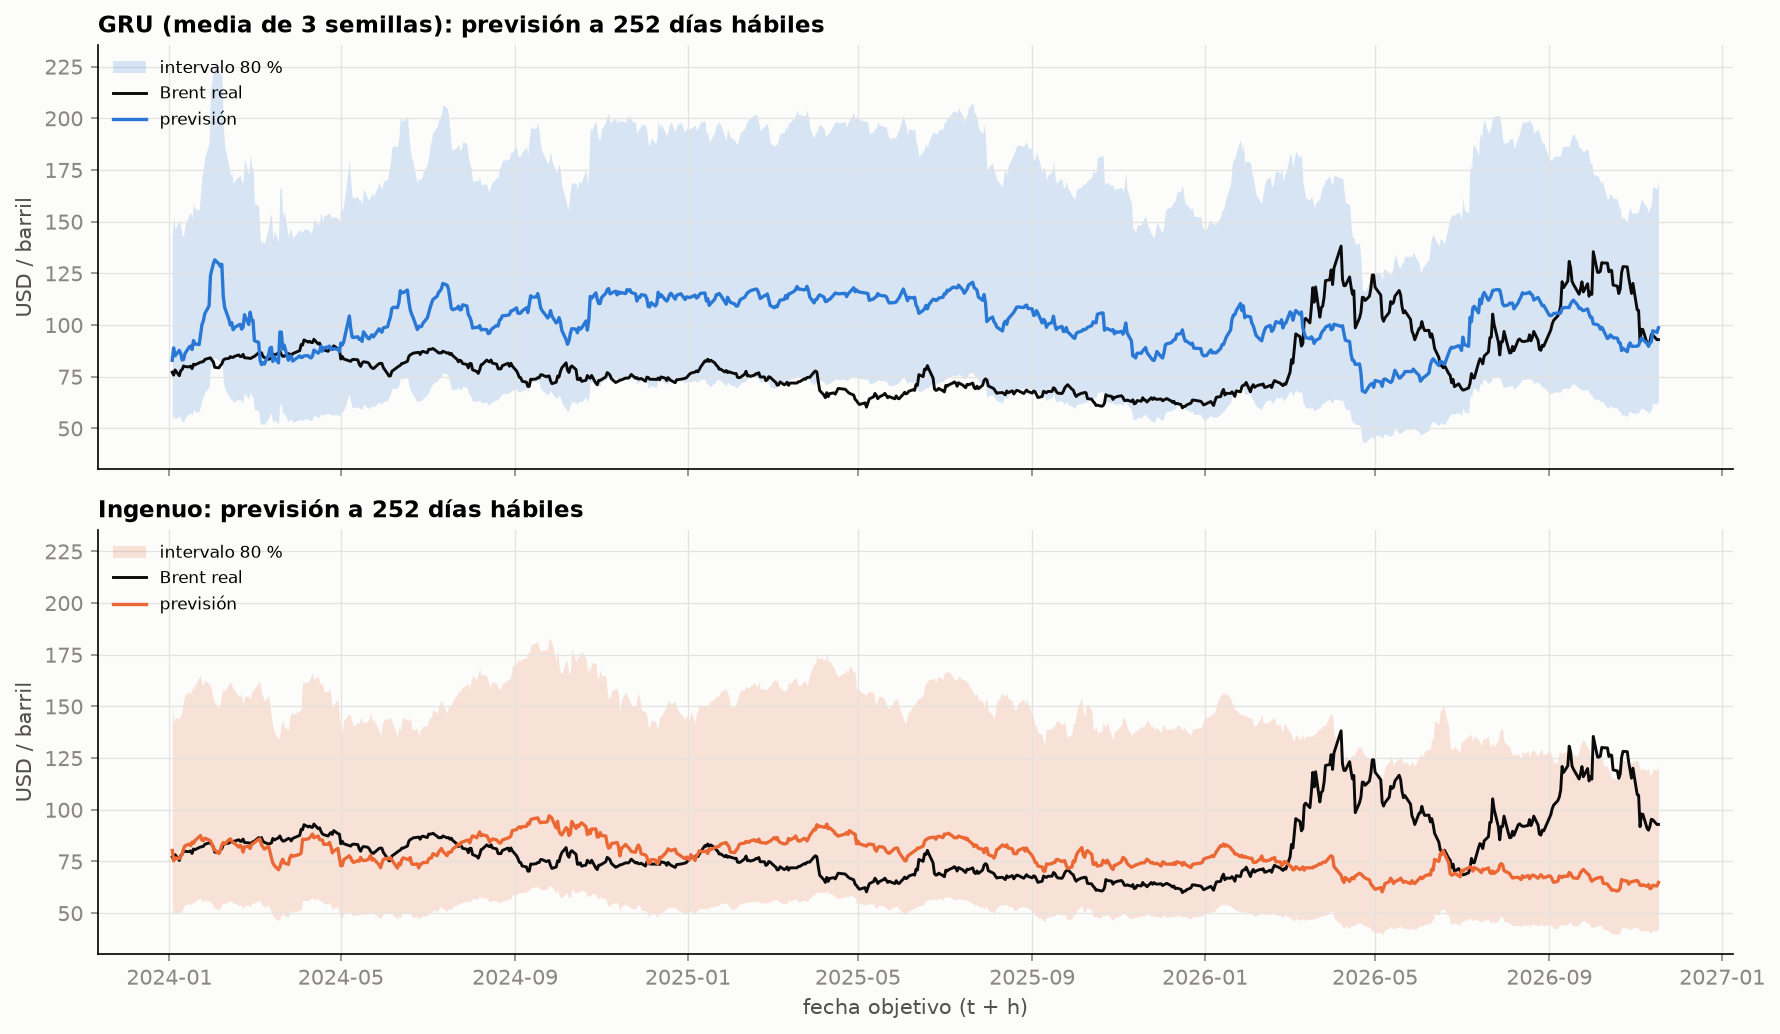 GRU (media de 3 semillas): previsión a 252 días hábiles
225
200
175
150
125
100
75
50
USD / barril
intervalo 80 %
Brent real
previsión
Ingenuo: previsión a 252 días hábiles
225
200
175
150
125
100
75
50
USD / barril
intervalo 80 %
Brent real
previsión
2024-01 2024-05 2024-09 2025-01 2025-05 2025-09 2026-01 2026-05 2026-09 2027-01
fecha objetivo (t + h)